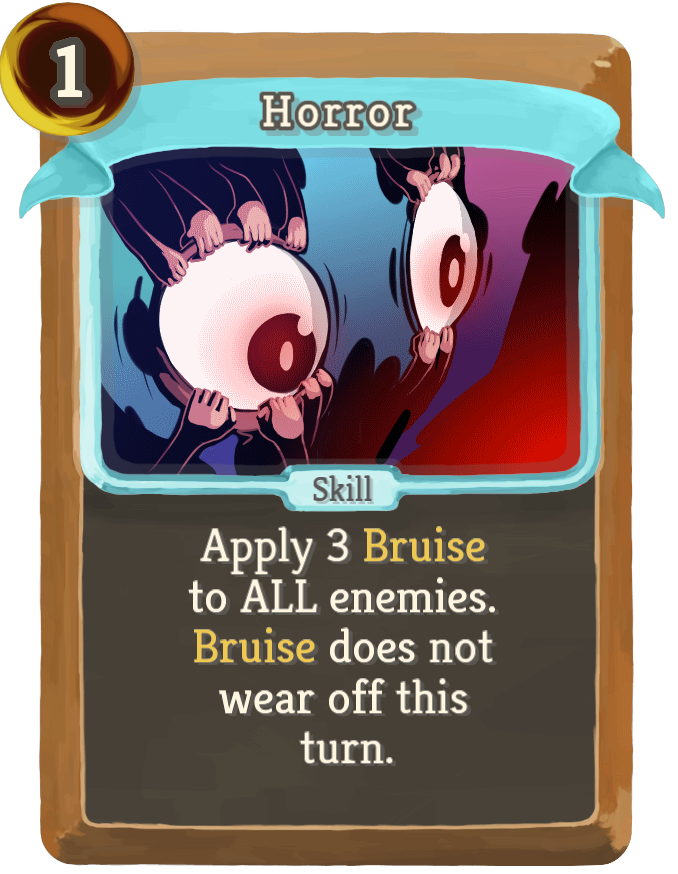 1
Horror
Skill
Apply 3 Bruise
to ALL enemies.
Bruise does not
wear off this
turn.